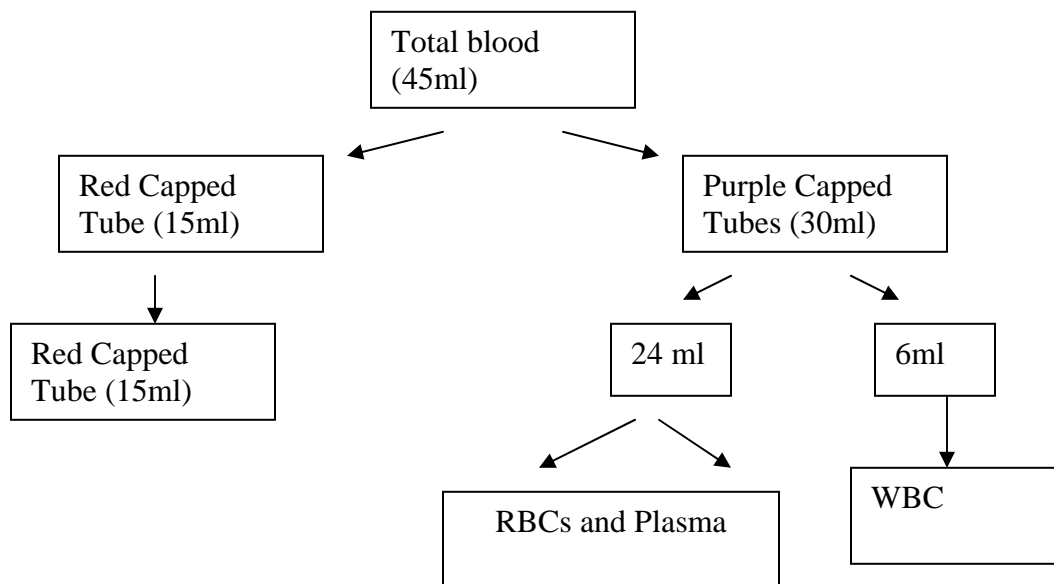 Total blood
(45ml)
Red Capped
Tube (15ml)
Purple Capped
Tubes (30ml)
Red Capped
Tube (15ml)
24 ml
6ml
RBCs and Plasma
WBC